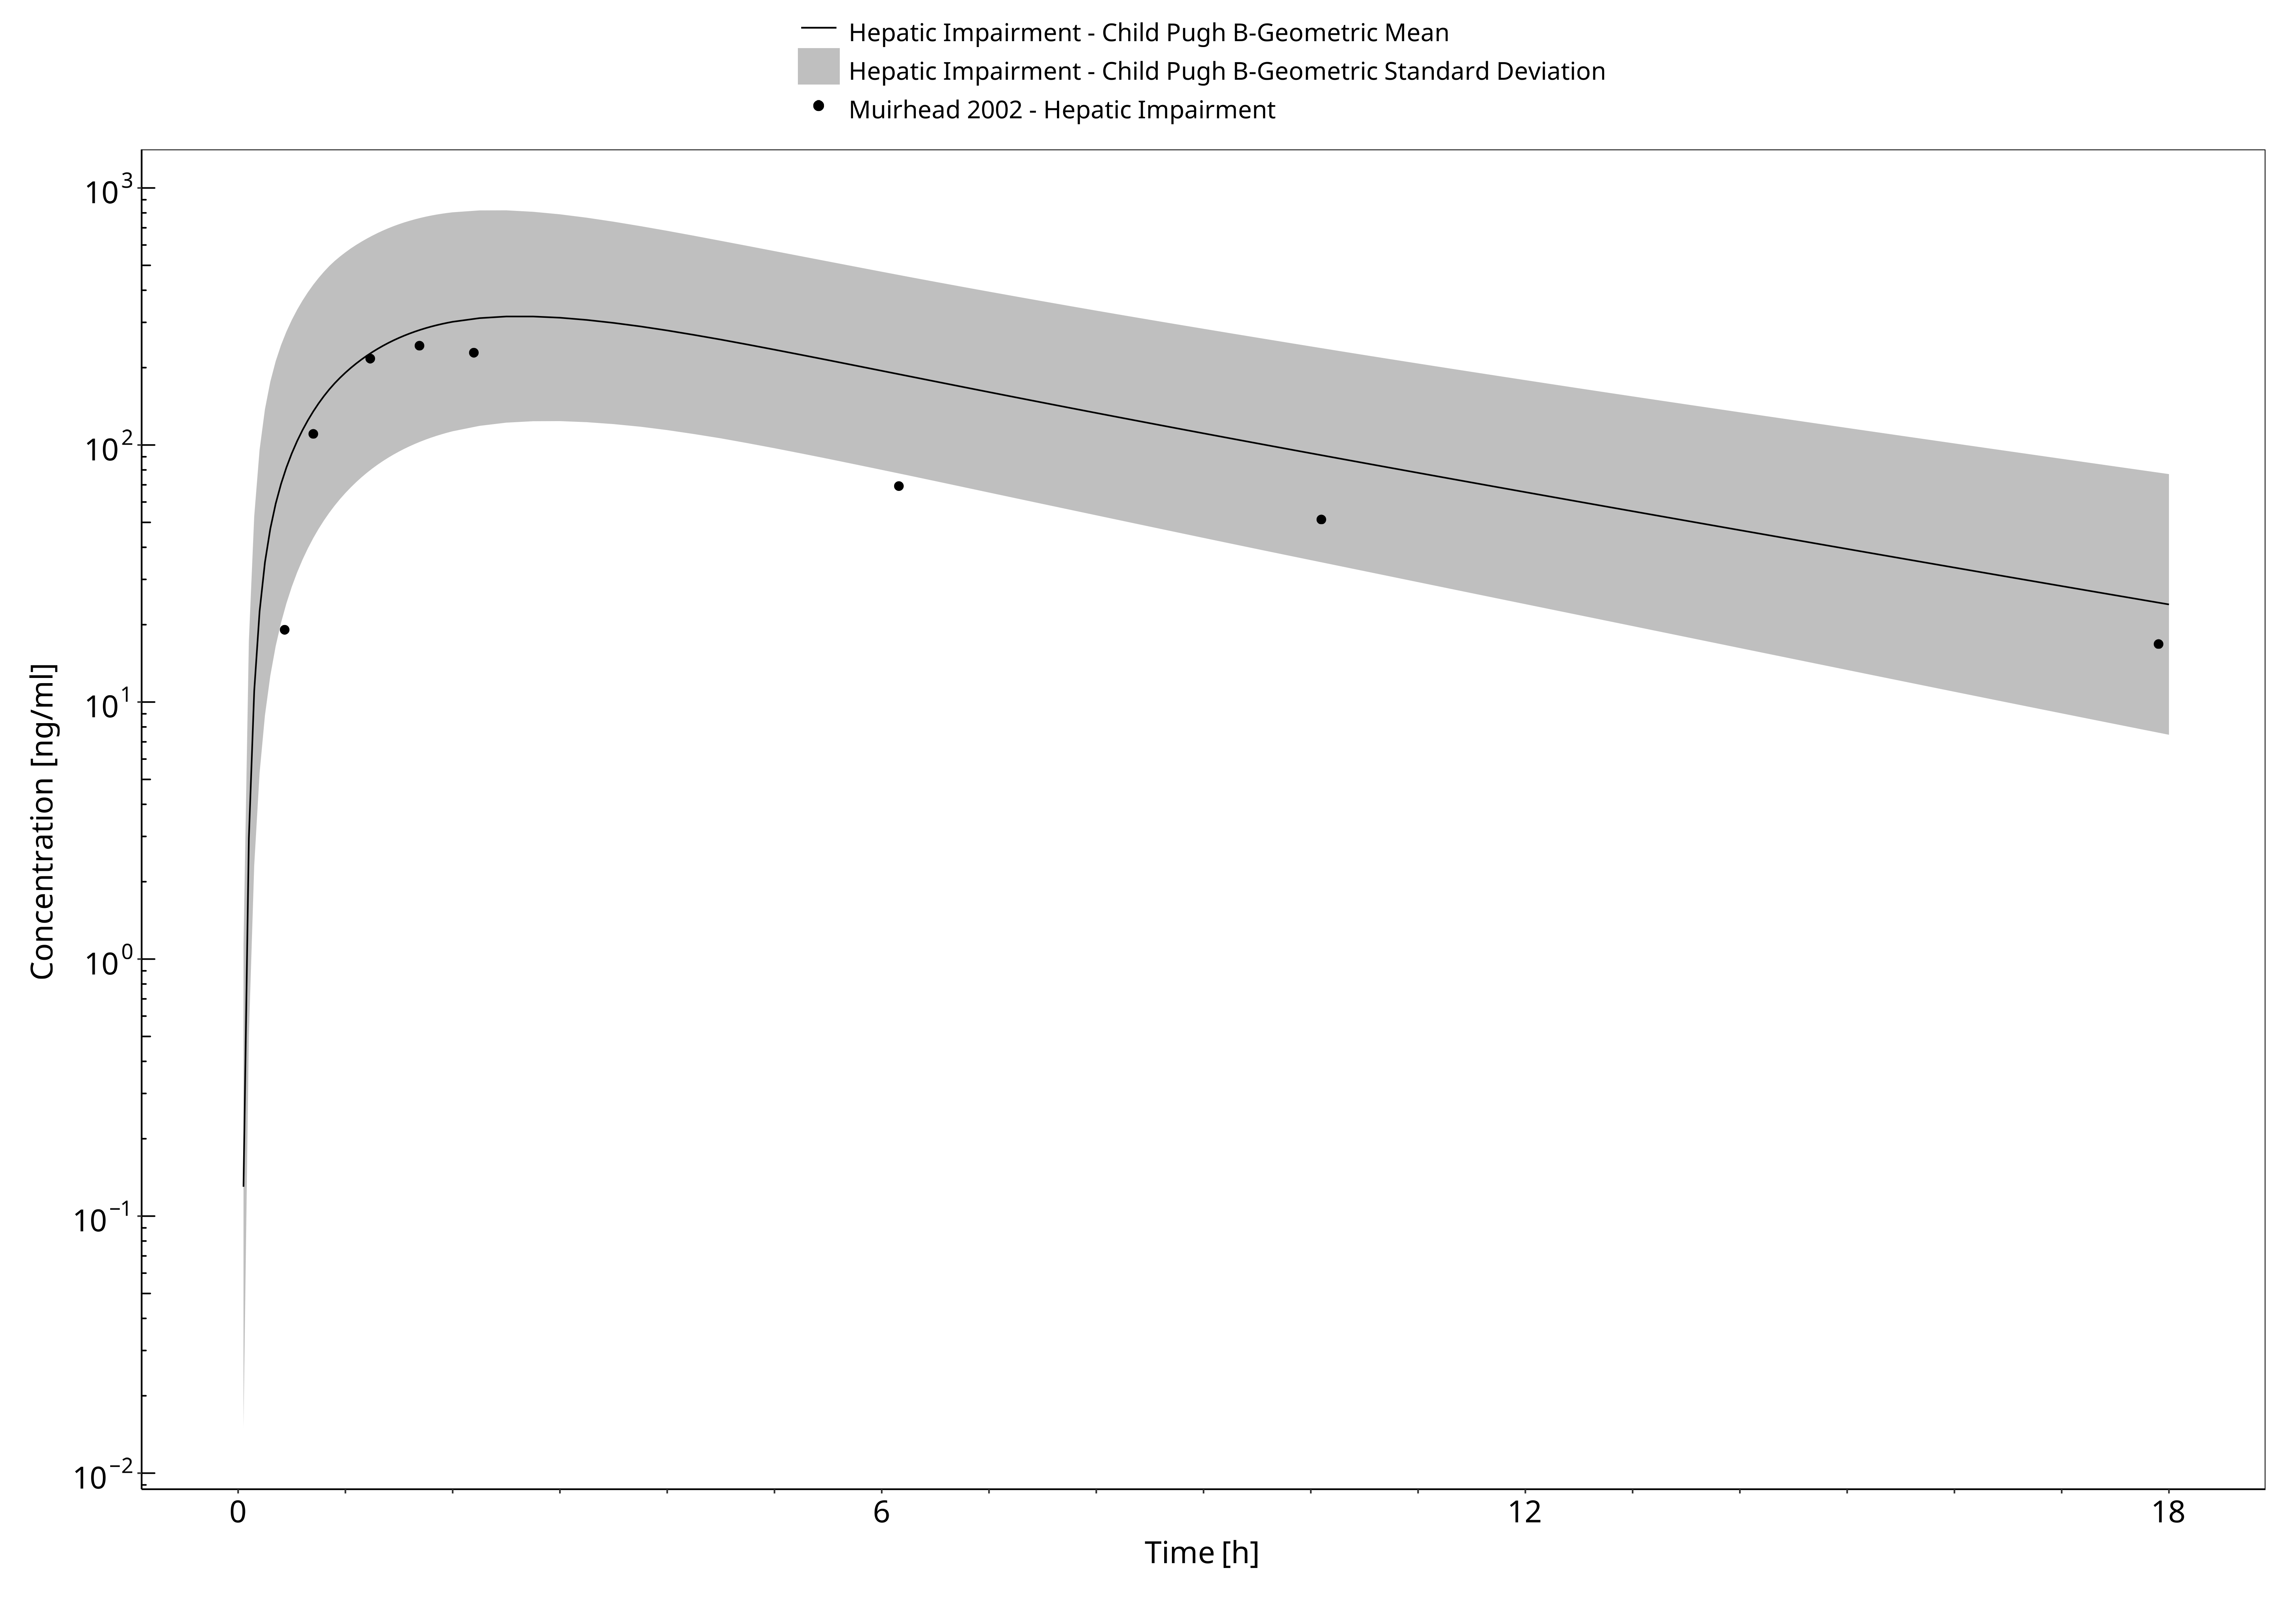 Hepatic Impairment - Child Pugh B-Geometric Mean
Hepatic Impairment - Child Pugh B-Geometric Standard Deviation
Muirhead 2002 - Hepatic Impairment
10³
10²
10¹
10⁰
10⁻¹
10⁻²
Concentration [ng/ml]
0 6 12 18
Time [h]